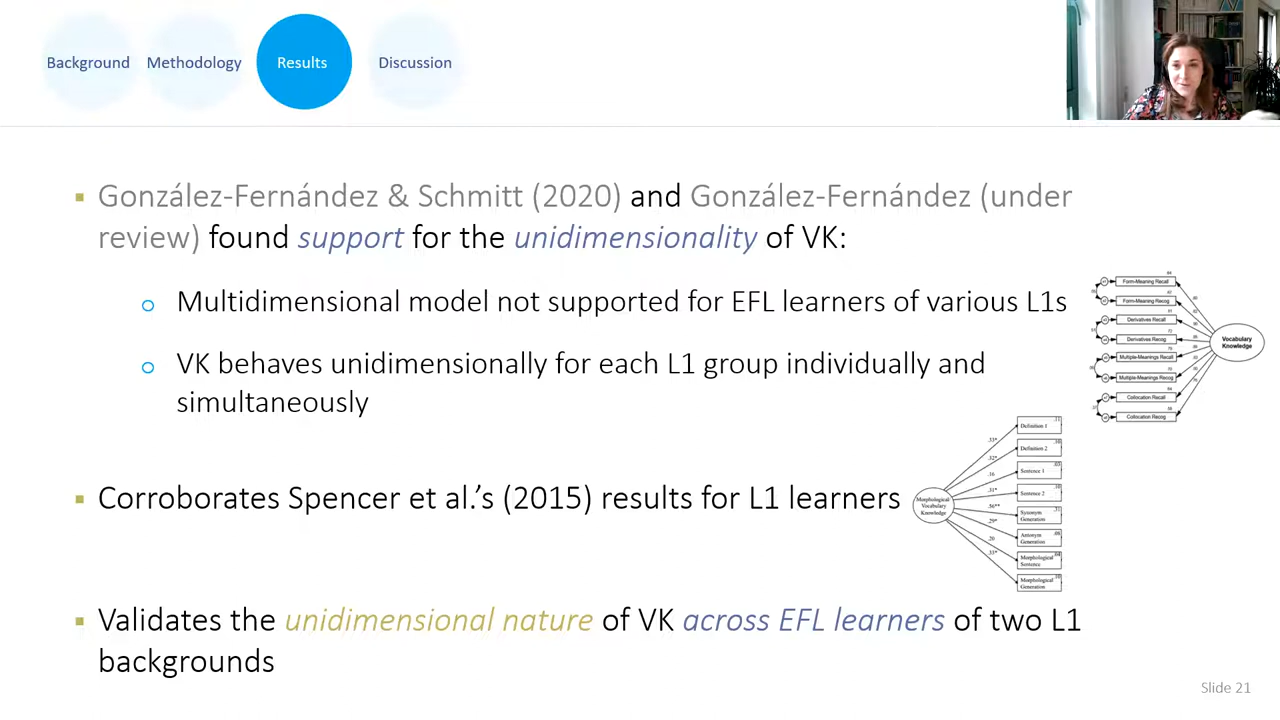 Background Methodology Results Discussion
▪ González-Fernández & Schmitt (2020) and González-Fernández (under
review) found support for the unidimensionality of VK:
o Multidimensional model not supported for EFL learners of various L1s
o VK behaves unidimensionally for each L1 group individually and
simultaneously
Form-Meaning Recall
Form-Meaning Recog
Derivatives Recall
Derivatives Recog
Multiple-Meanings Recall
Multiple-Meanings Recog
Collocation Recall
Collocation Recog
Vocabulary
Knowledge
▪ Corroborates Spencer et al.’s (2015) results for L1 learners
Morphological
Vocabulary
Knowledge
Definition 1
Definition 2
Sentence 1
Sentence 2
Synonym
Generation
Antonym
Generation
Morphological
Sentence
Morphological
Generation
▪ Validates the unidimensional nature of VK across EFL learners of two L1
backgrounds
Slide 21